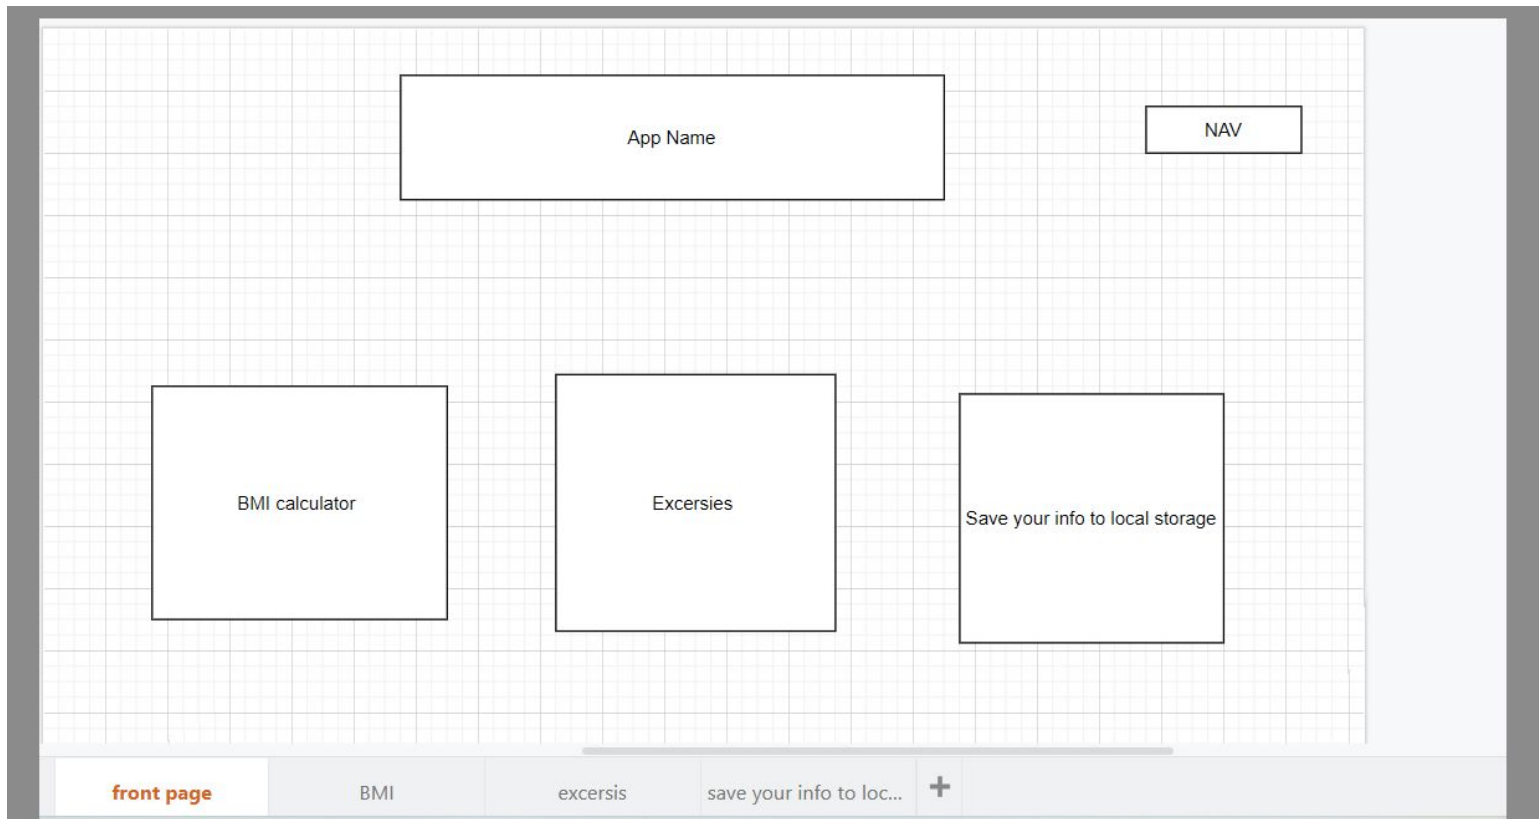 App Name
NAV
BMI calculator
Excersies
Save your info to local storage
front page
BMI
excersis
save your info to loc...